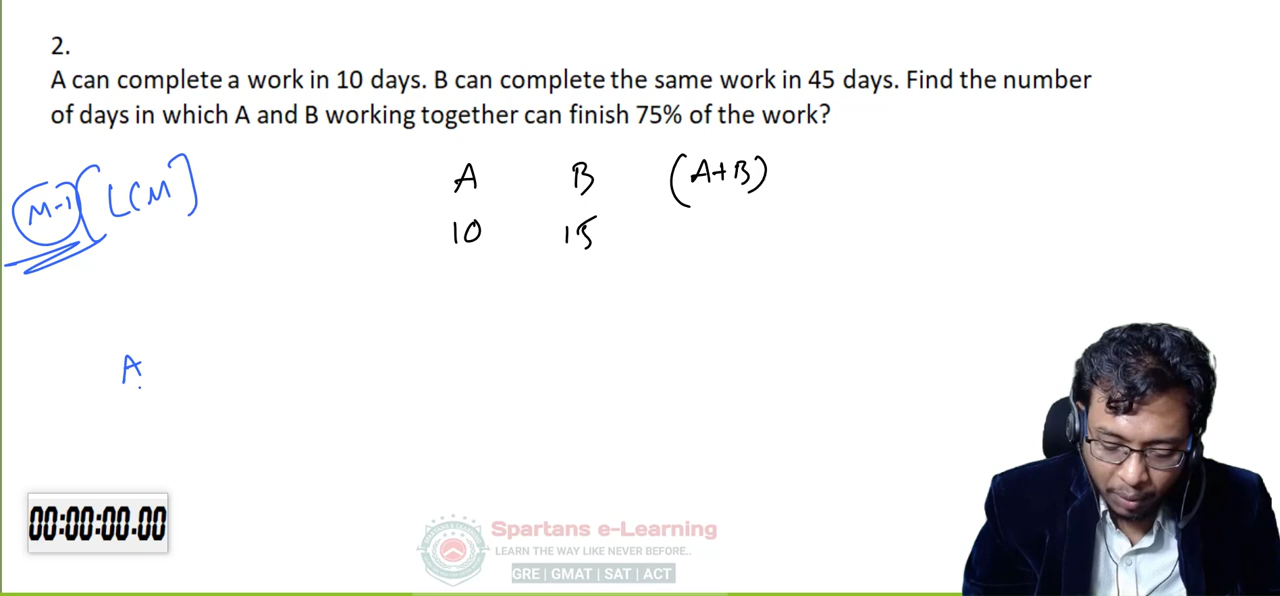 2.
A can complete a work in 10 days. B can complete the same work in 45 days. Find the number
of days in which A and B working together can finish 75% of the work?
M-1 [LCM]
A B (A+B)
10 15
A
00:00:00.00
Spartans e-Learning
LEARN THE WAY LIKE NEVER BEFORE..
GRE | GMAT | SAT | ACT